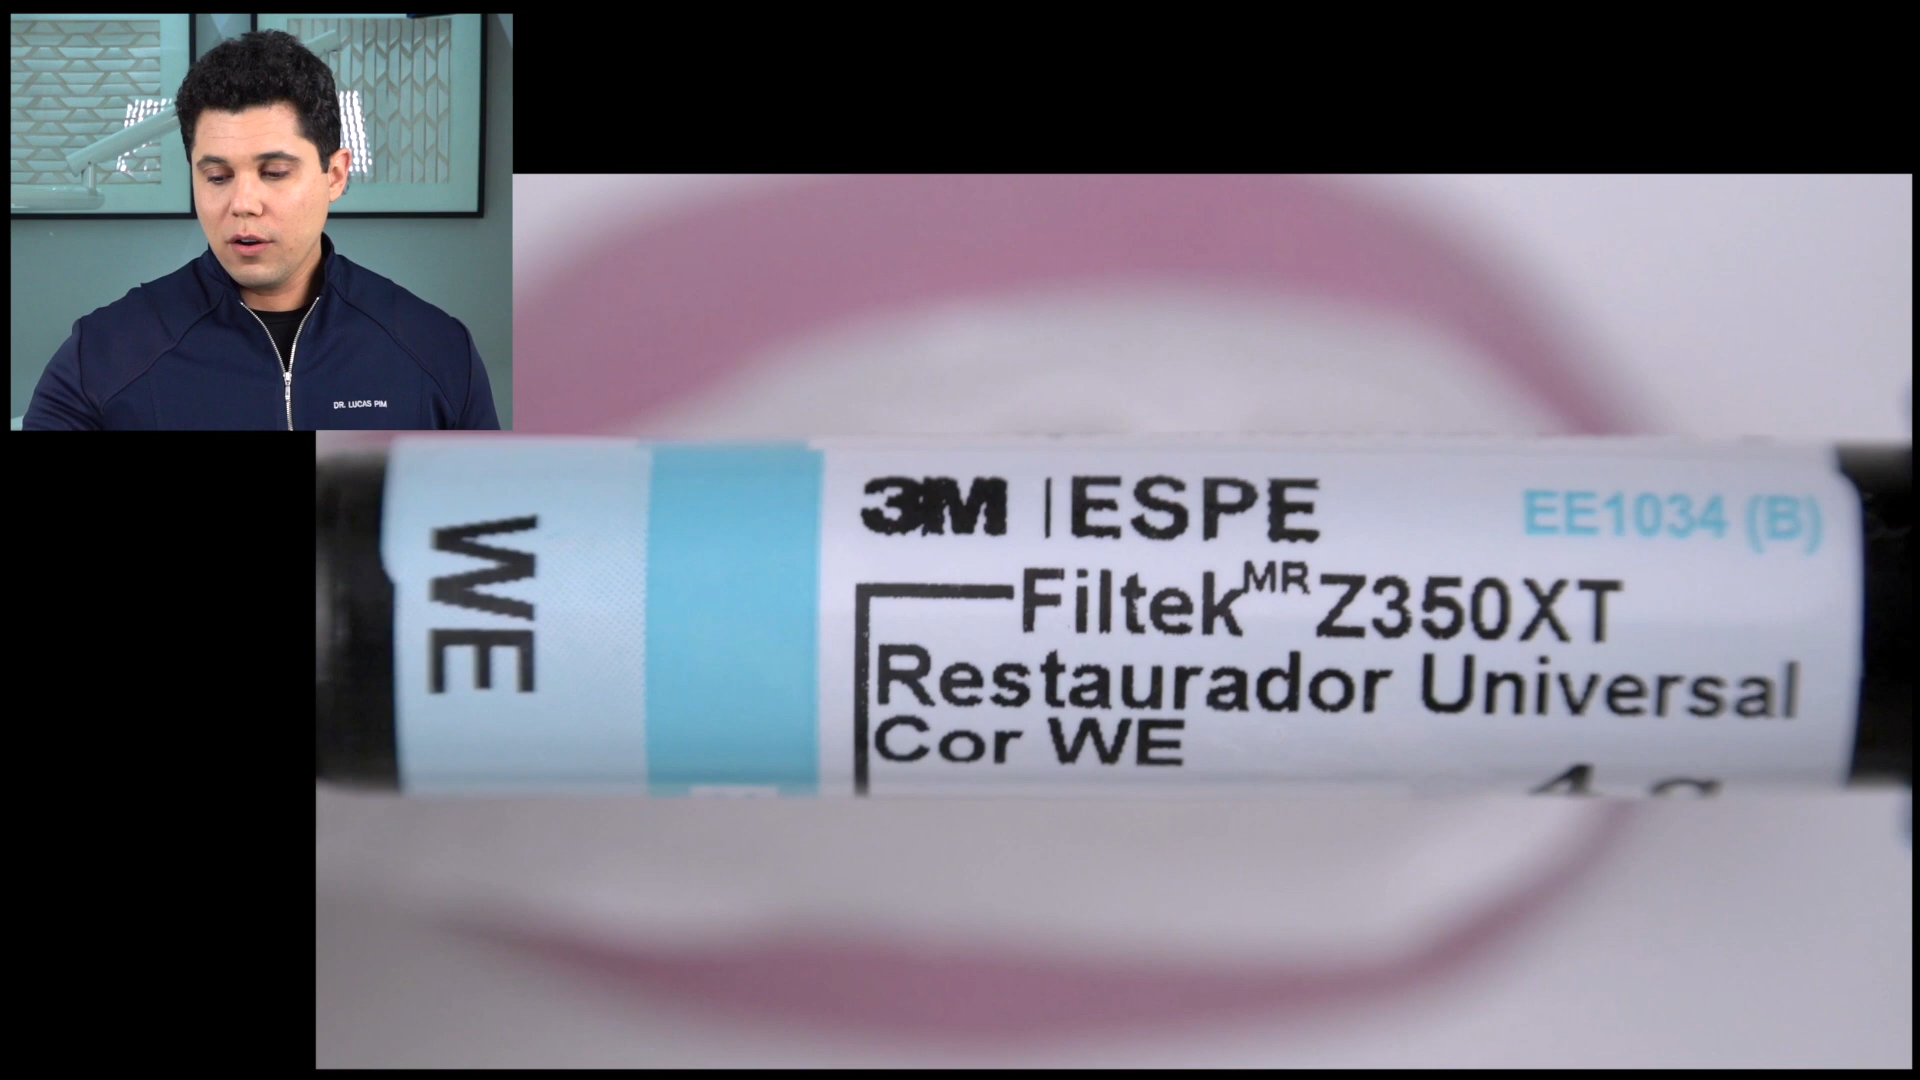 DR. LUCAS PIM
WE
3M | ESPE
EE1034 (B)
Filtek MR Z350XT
Restaurador Universal
Cor WE